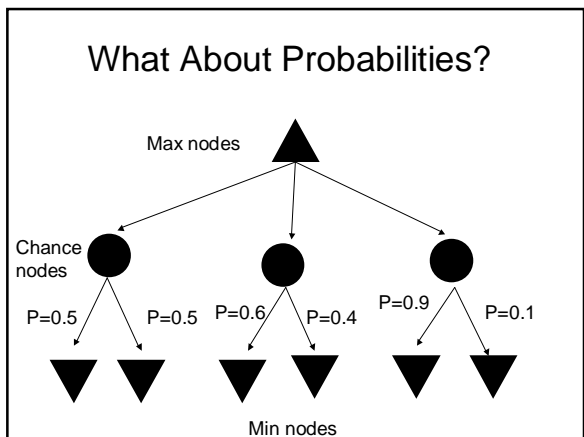 What About Probabilities?
Max nodes
Chance
nodes
P=0.5
P=0.5
P=0.6
P=0.4
P=0.9
P=0.1
Min nodes